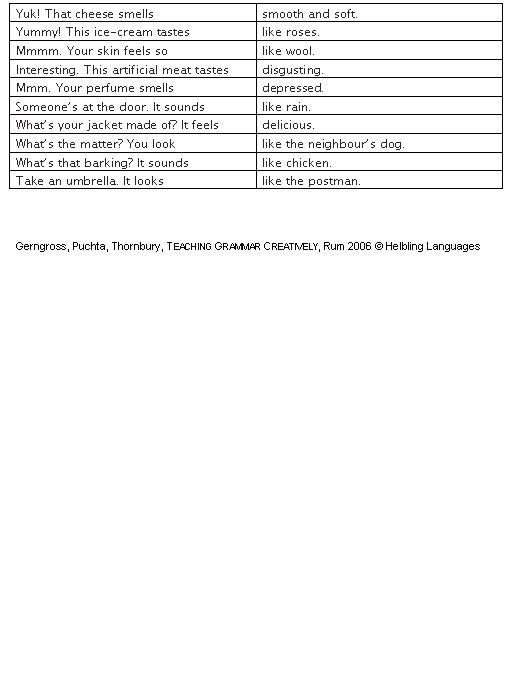 Yuk! That cheese smells smooth and soft.
Yummy! This ice-cream tastes like roses.
Mmmm. Your skin feels so like wool.
Interesting. This artificial meat tastes disgusting.
Mmm. Your perfume smells depressed.
Someone's at the door. It sounds like rain.
What's your jacket made of? It feels delicious.
What's the matter? You look like the neighbour's dog.
What's that barking? It sounds like chicken.
Take an umbrella. It looks like the postman.
Gerngross, Puchta, Thornbury, TEACHING GRAMMAR CREATIVELY, Rum 2006 © Helbling Languages